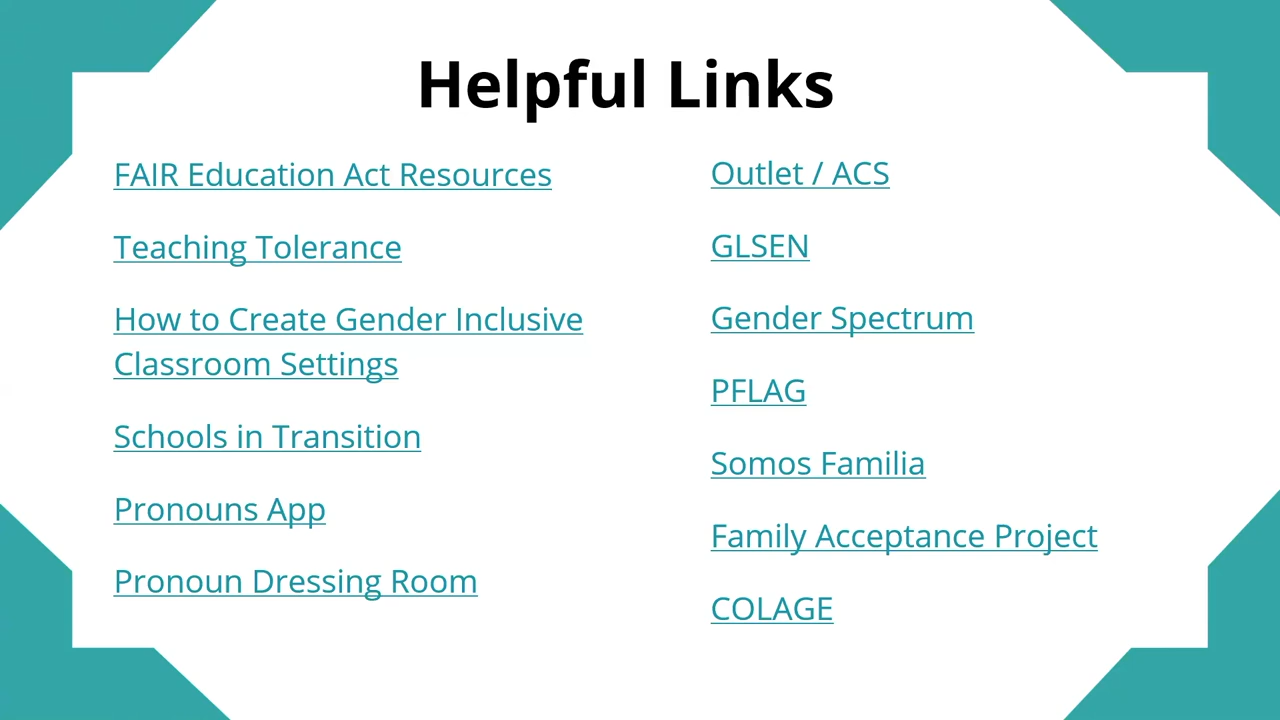 Helpful Links
FAIR Education Act Resources
Teaching Tolerance
How to Create Gender Inclusive
Classroom Settings
Schools in Transition
Pronouns App
Pronoun Dressing Room
Outlet / ACS
GLSEN
Gender Spectrum
PFLAG
Somos Familia
Family Acceptance Project
COLAGE